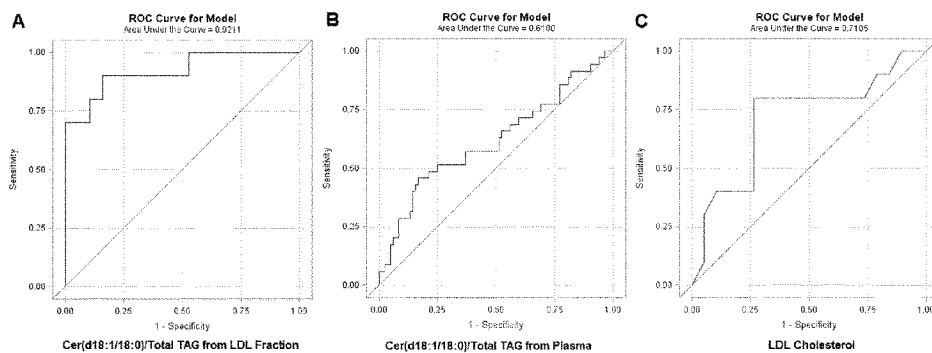 A
ROC Curve for Model
Area Under the Curve = 0.9211
1.00
0.75
0.50
0.25
0.00
Sensitivity
0.00 0.25 0.50 0.75 1.00
1 - Specificity
Cer(d18:1/18:0)/Total TAG from LDL Fraction
B
ROC Curve for Model
Area Under the Curve =
1.00
0.75
0.50
0.25
0.00
Sensitivity
0.00 0.25 0.50 0.75 1.00
1 - Specificity
Cer(d18:1/18:0)/Total TAG from Plasma
C
ROC Curve for Model
Area Under the Curve = 0.7105
1.00
0.75
0.50
0.25
0.00
Sensitivity
0.00 0.25 0.50 0.75 1.00
1 - Specificity
LDL Cholesterol